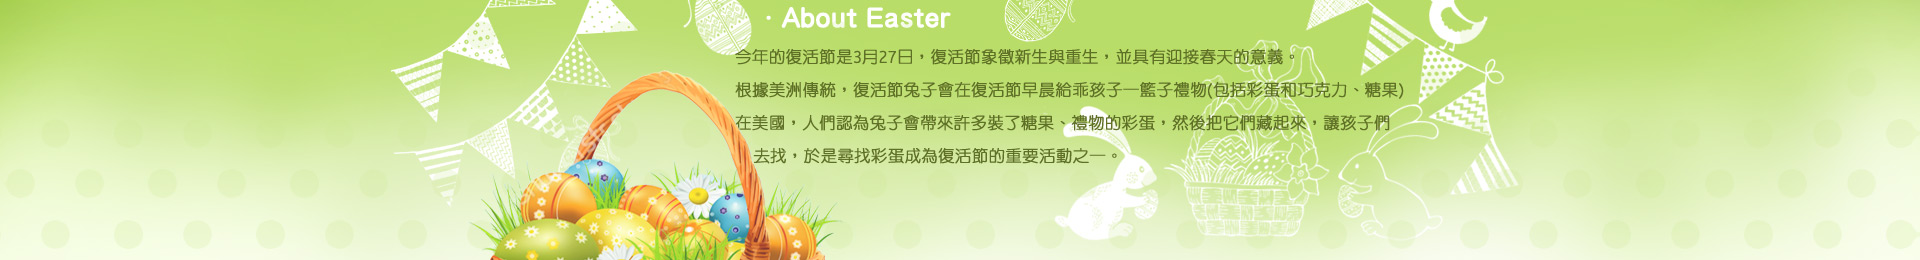 · About Easter
今年的復活節是3月27日，復活節象徵新生與重生，並具有迎接春天的意義。
根據美洲傳統，復活節兔子會在復活節早晨給乖孩子一籃子禮物(包括彩蛋和巧克力、糖果)
在美國，人們認為兔子會帶來許多裝了糖果、禮物的彩蛋，然後把它們藏起來，讓孩子們
去找，於是尋找彩蛋成為復活節的重要活動之一。